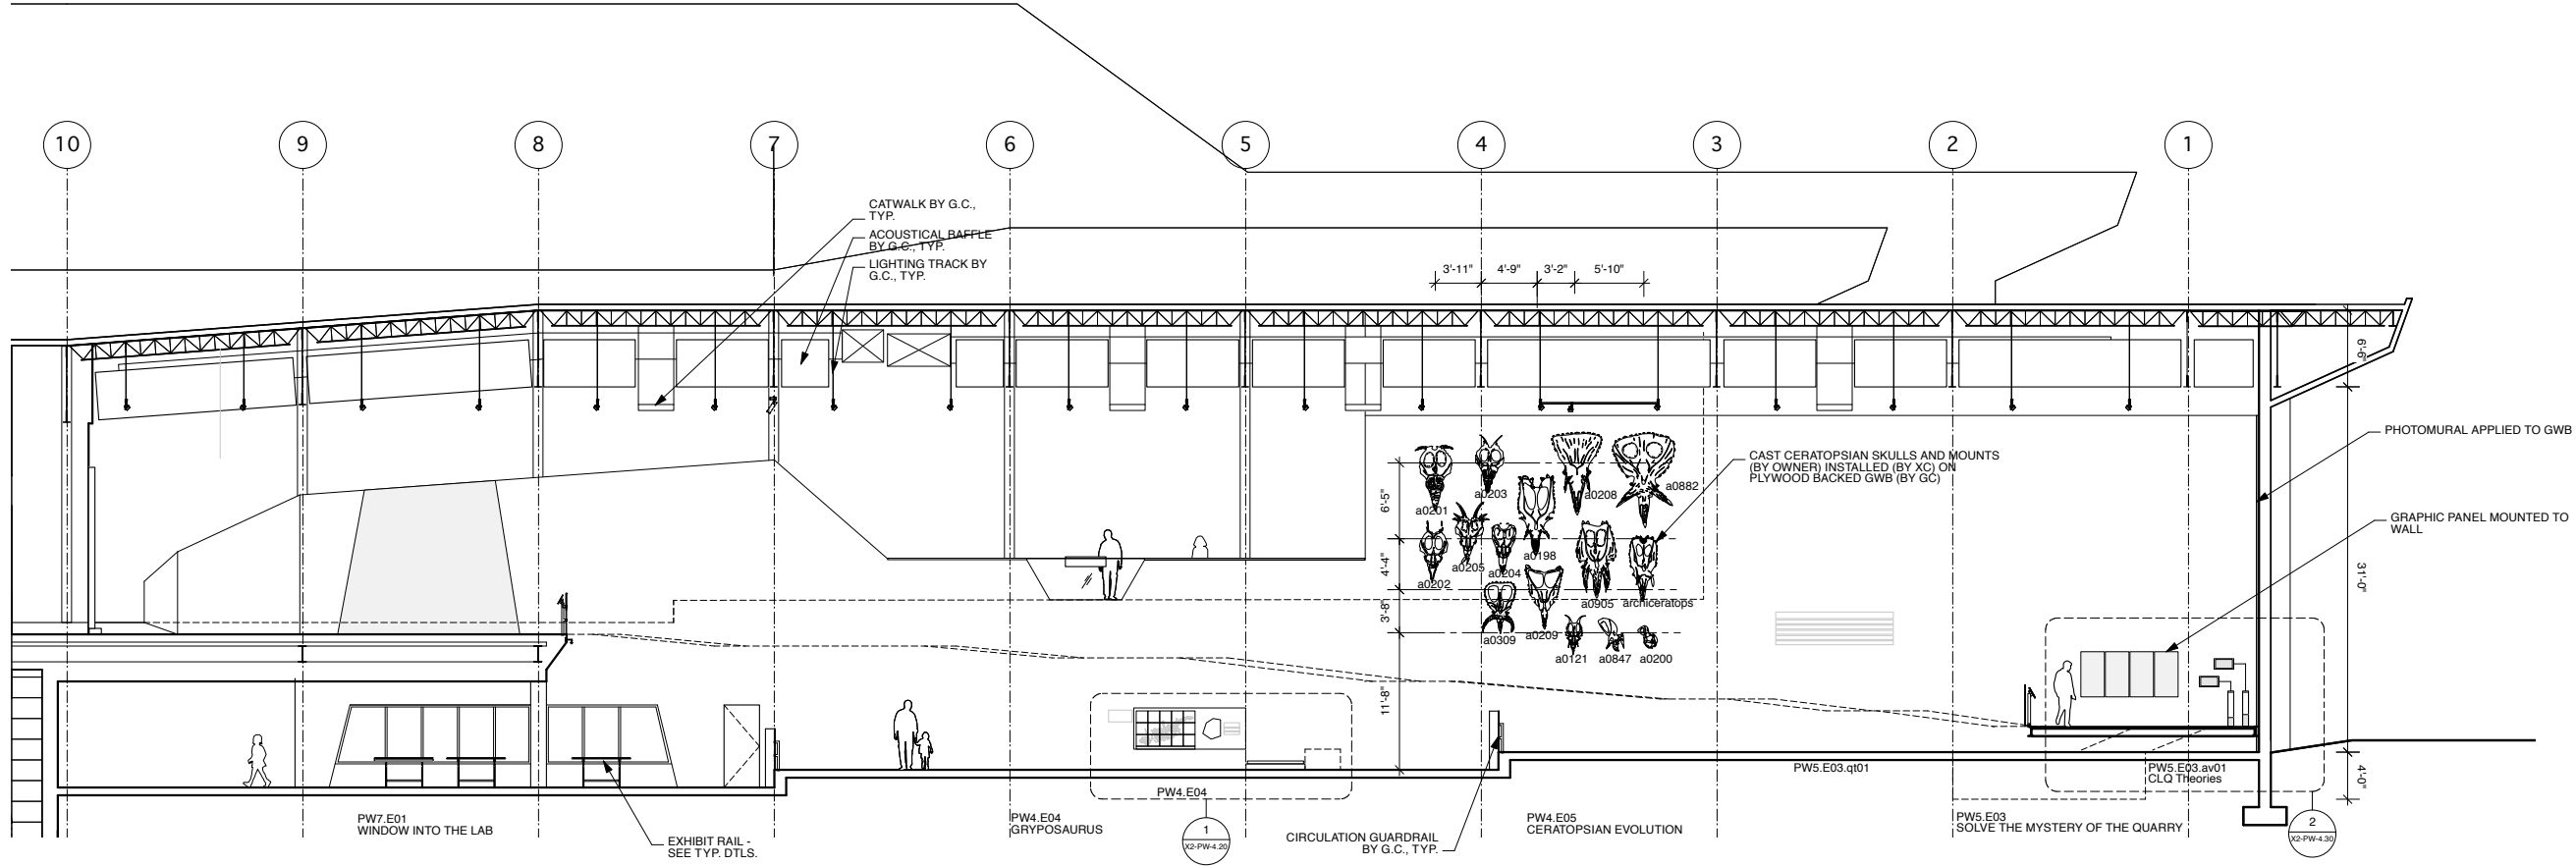 10
9
8
7
6
5
4
3
2
1
CATWALK BY G.C.,
TYP.
ACOUSTICAL BAFFLE
BY G.C., TYP.
LIGHTING TRACK BY
G.C., TYP.
3'-11"
4'-9"
3'-2"
5'-10"
6'-6"
PHOTOMURAL APPLIED TO GWB
CAST CERATOPSIAN SKULLS AND MOUNTS
(BY OWNER) INSTALLED (BY XC) ON
PLYWOOD BACKED GWB (BY GC)
GRAPHIC PANEL MOUNTED TO
WALL
6'-5"
4'-4"
3'-8"
11'-8"
31'-0"
4'-0"
a0201
a0203
a0208
a0882
a0202
a0205
a0204
a0198
a0905
archiceratops
a0309
a0209
a0121
a0847
a0200
PW5.E03.qt01
PW5.E03.av01
CLQ Theories
PW4.E04
PW7.E01
WINDOW INTO THE LAB
EXHIBIT RAIL -
SEE TYP. DTLS.
PW4.E04
GRYPOSAURUS
1
X2-PW-4.20
CIRCULATION GUARDRAIL
BY G.C., TYP.
PW4.E05
CERATOPSIAN EVOLUTION
PW5.E03
SOLVE THE MYSTERY OF THE QUARRY
2
X2-PW-4.30